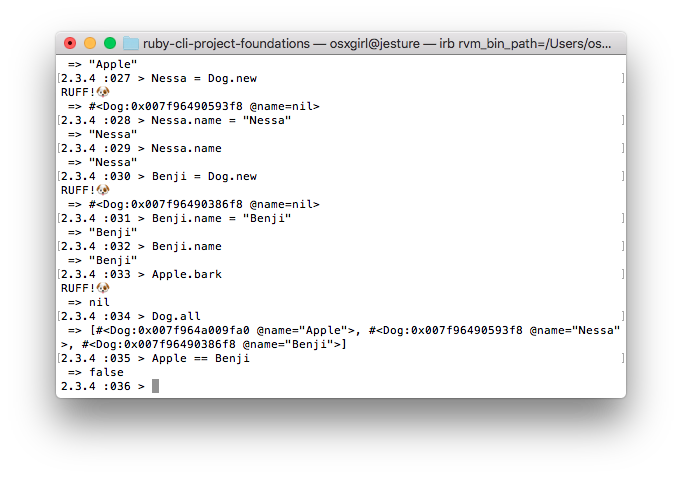 ruby-cli-project-foundations — osxgirl@jesture — irb rvm_bin_path=/Users/os...
 => "Apple"
[2.3.4 :027 > Nessa = Dog.new ]
RUFF!🐶
 => #<Dog:0x007f96490593f8 @name=nil>
[2.3.4 :028 > Nessa.name = "Nessa" ]
 => "Nessa"
[2.3.4 :029 > Nessa.name ]
 => "Nessa"
[2.3.4 :030 > Benji = Dog.new ]
RUFF!🐶
 => #<Dog:0x007f96490386f8 @name=nil>
[2.3.4 :031 > Benji.name = "Benji" ]
 => "Benji"
[2.3.4 :032 > Benji.name ]
 => "Benji"
[2.3.4 :033 > Apple.bark ]
RUFF!🐶
 => nil
[2.3.4 :034 > Dog.all ]
 => [#<Dog:0x007f964a009fa0 @name="Apple">, #<Dog:0x007f96490593f8 @name="Nessa"
>, #<Dog:0x007f96490386f8 @name="Benji">]
[2.3.4 :035 > Apple == Benji ]
 => false
2.3.4 :036 >